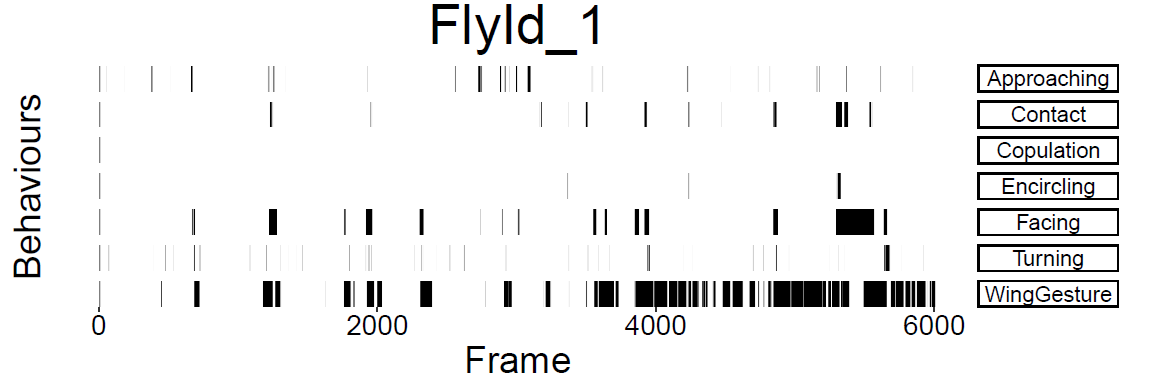 FlyId_1
Behaviours
Approaching
Contact
Copulation
Encircling
Facing
Turning
WingGesture
0 2000 4000 6000
Frame